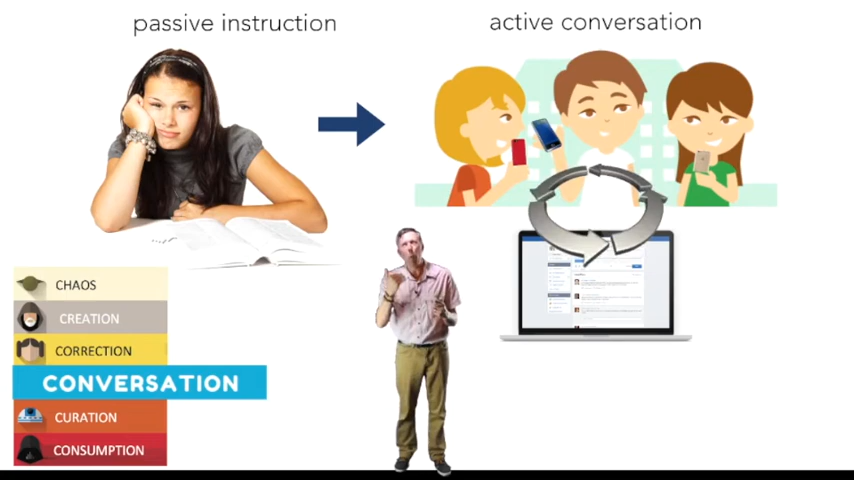 passive instruction
active conversation
CHAOS
CREATION
CORRECTION
CONVERSATION
CURATION
CONSUMPTION